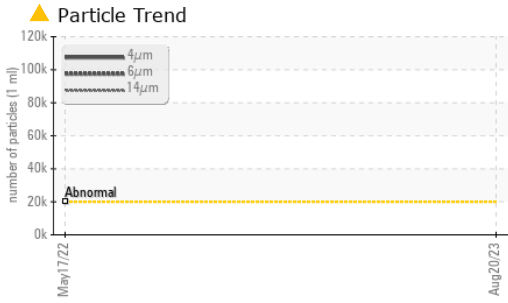 Particle Trend
120k
100k
80k
60k
40k
20k
0k
number of particles (1 ml)
4µm
6µm
14µm
Abnormal
May17/22
Aug20/23